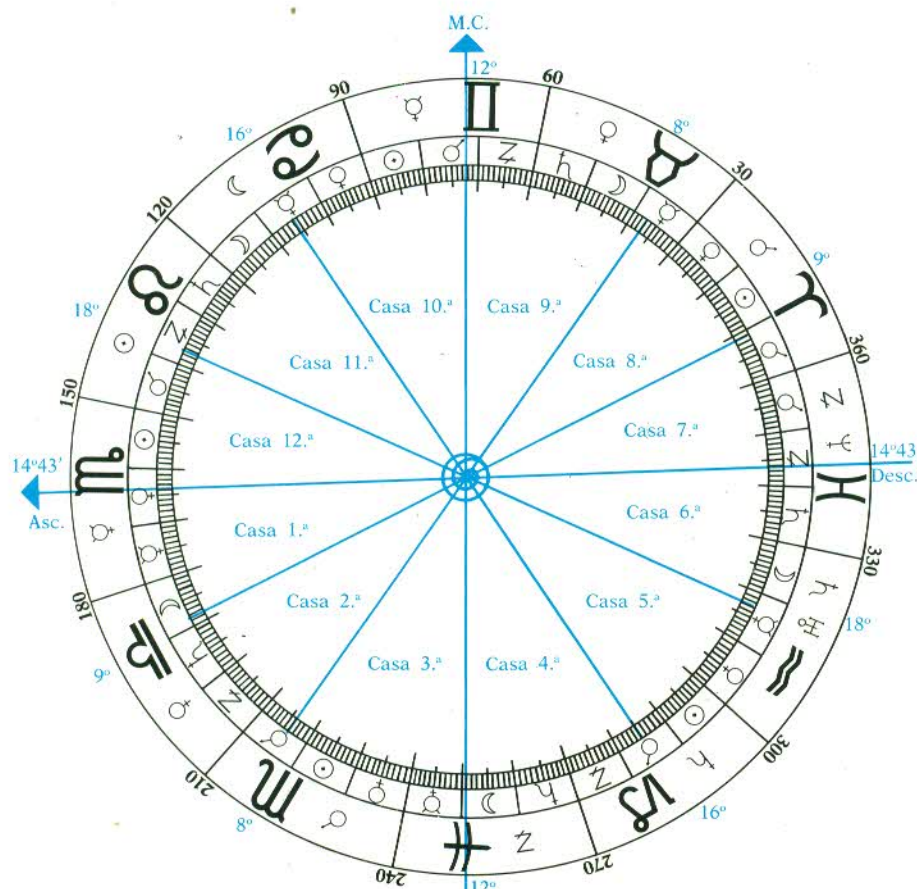 M.C.
12º
60
90
8º
16º
30
120
9º
18º
360
Casa 10.ª
Casa 9.ª
Casa 11.ª
Casa 8.ª
150
Casa 12.ª
Casa 7.ª
14º43'
14º43
Asc.
Desc.
Casa 1.ª
Casa 6.ª
330
180
Casa 2.ª
Casa 5.ª
18º
Casa 3.ª
Casa 4.ª
9º
300
210
16º
8º
270
240
12º